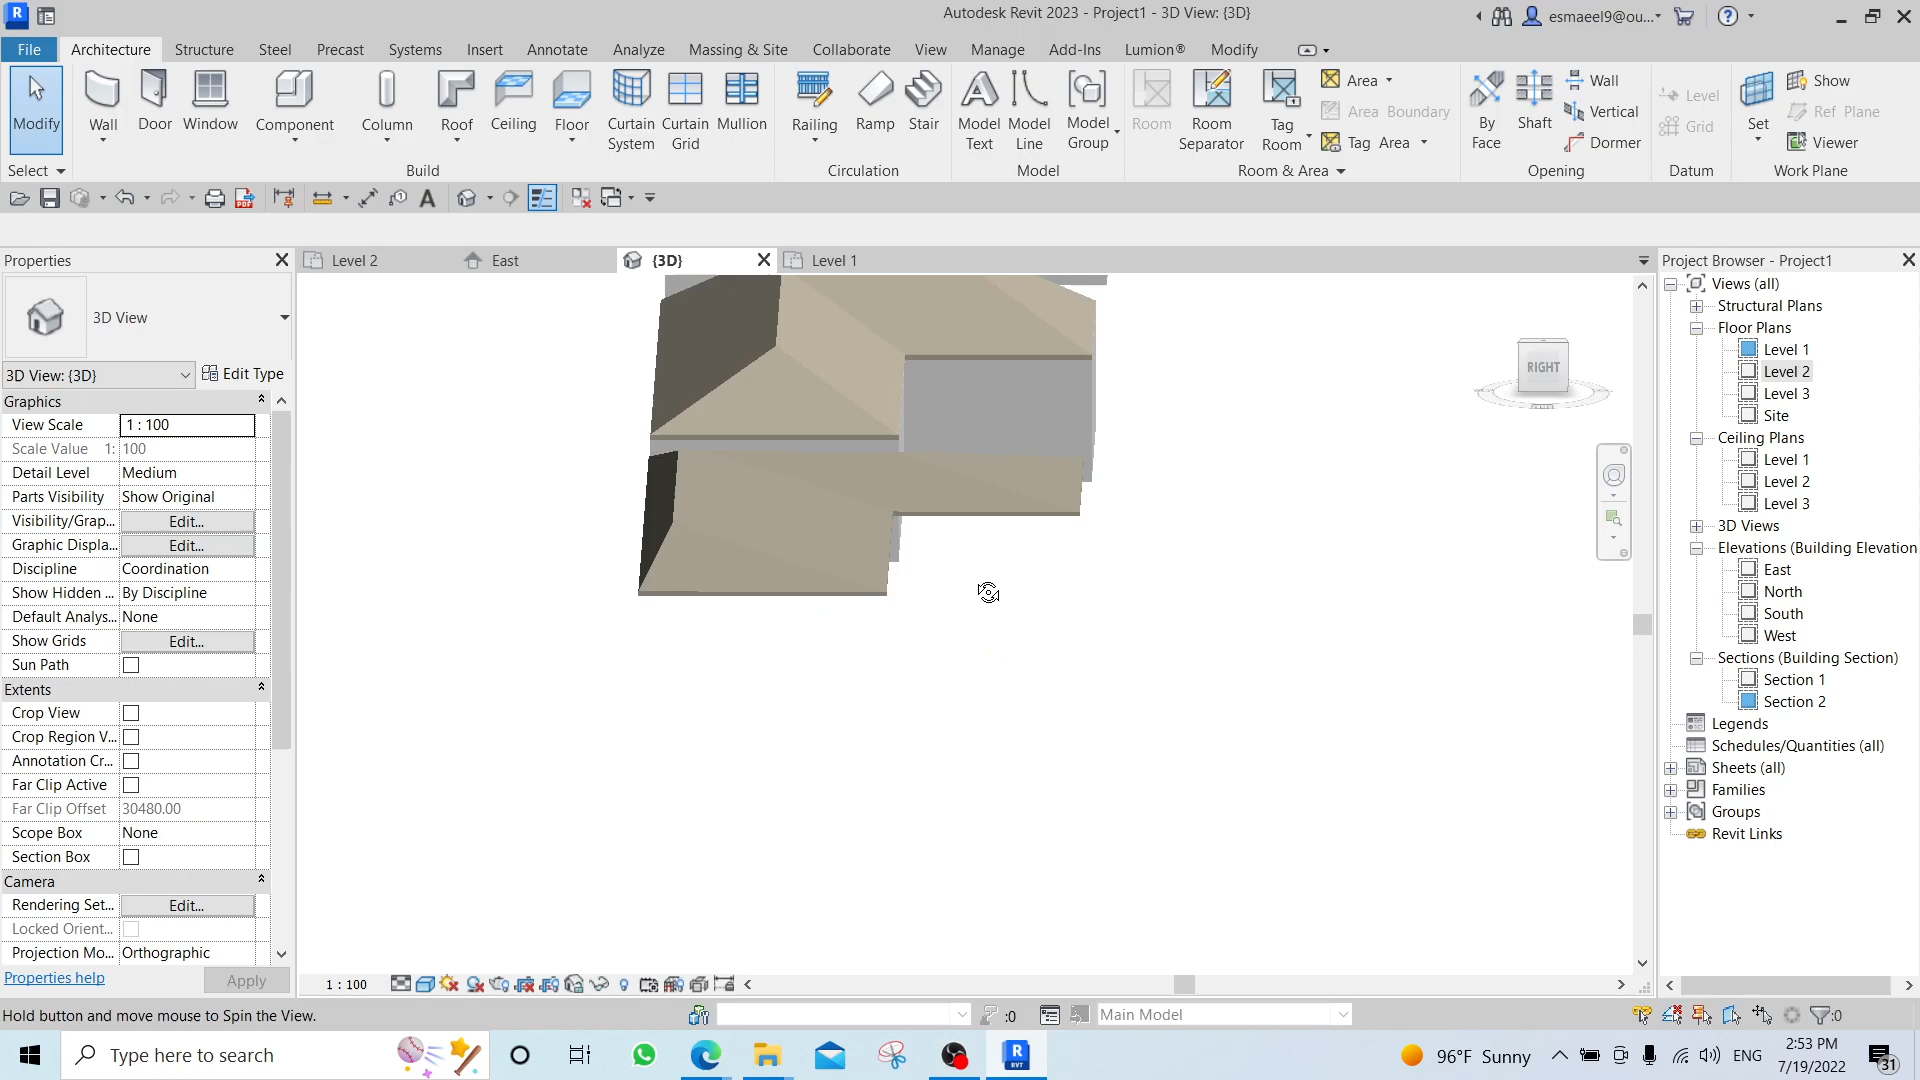 Autodesk Revit 2023 - Project1 - 3D View: {3D}
esmaeel9@ou...
File Architecture Structure Steel Precast Systems Insert Annotate Analyze Massing & Site Collaborate View Manage Add-Ins Lumion® Modify
Modify
Wall
Door
Window
Component
Column
Roof
Ceiling
Floor
Curtain System
Curtain Grid
Mullion
Railing
Ramp
Stair
Model Text
Model Line
Model Group
Room
Room Separator
Tag Room
Area
Area Boundary
Tag Area
By Face
Shaft
Wall
Vertical
Dormer
Level
Grid
Set
Show
Ref Plane
Viewer
Select Build Circulation Model Room & Area Opening Datum Work Plane
Properties
Level 2
East
{3D}
Level 1
Project Browser - Project1
3D View
3D View: {3D}
Edit Type
Graphics
View Scale 1 : 100
Scale Value 1: 100
Detail Level Medium
Parts Visibility Show Original
Visibility/Grap... Edit...
Graphic Displa... Edit...
Discipline Coordination
Show Hidden ... By Discipline
Default Analys... None
Show Grids Edit...
Sun Path
Extents
Crop View
Crop Region V...
Annotation Cr...
Far Clip Active
Far Clip Offset 30480.00
Scope Box None
Section Box
Camera
Rendering Set... Edit...
Locked Orient...
Projection Mo... Orthographic
Properties help
Apply
RIGHT
Views (all)
Structural Plans
Floor Plans
Level 1
Level 2
Level 3
Site
Ceiling Plans
Level 1
Level 2
Level 3
3D Views
Elevations (Building Elevation
East
North
South
West
Sections (Building Section)
Section 1
Section 2
Legends
Schedules/Quantities (all)
Sheets (all)
Families
Groups
Revit Links
1 : 100
Hold button and move mouse to Spin the View.
:0
Main Model
:0
Type here to search
RVT
96°F Sunny
ENG
2:53 PM
7/19/2022
31